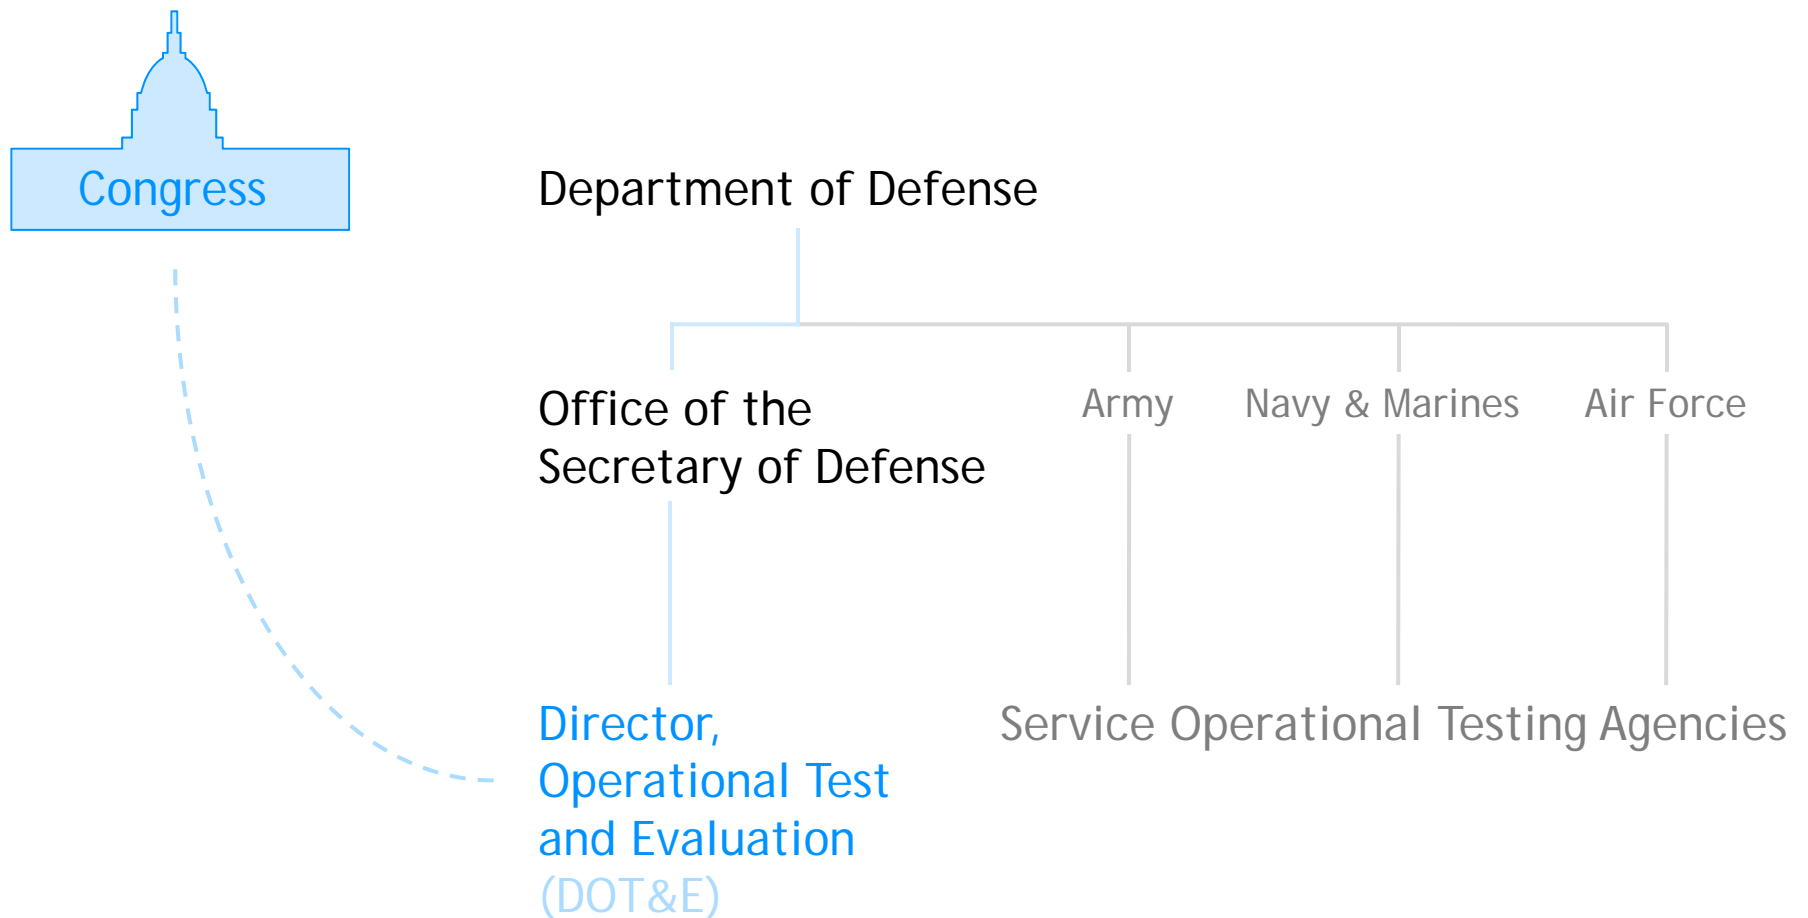 Congress
Department of Defense
Office of the
Secretary of Defense
Army
Navy & Marines
Air Force
Director,
Operational Test
and Evaluation
(DOT&E)
Service Operational Testing Agencies